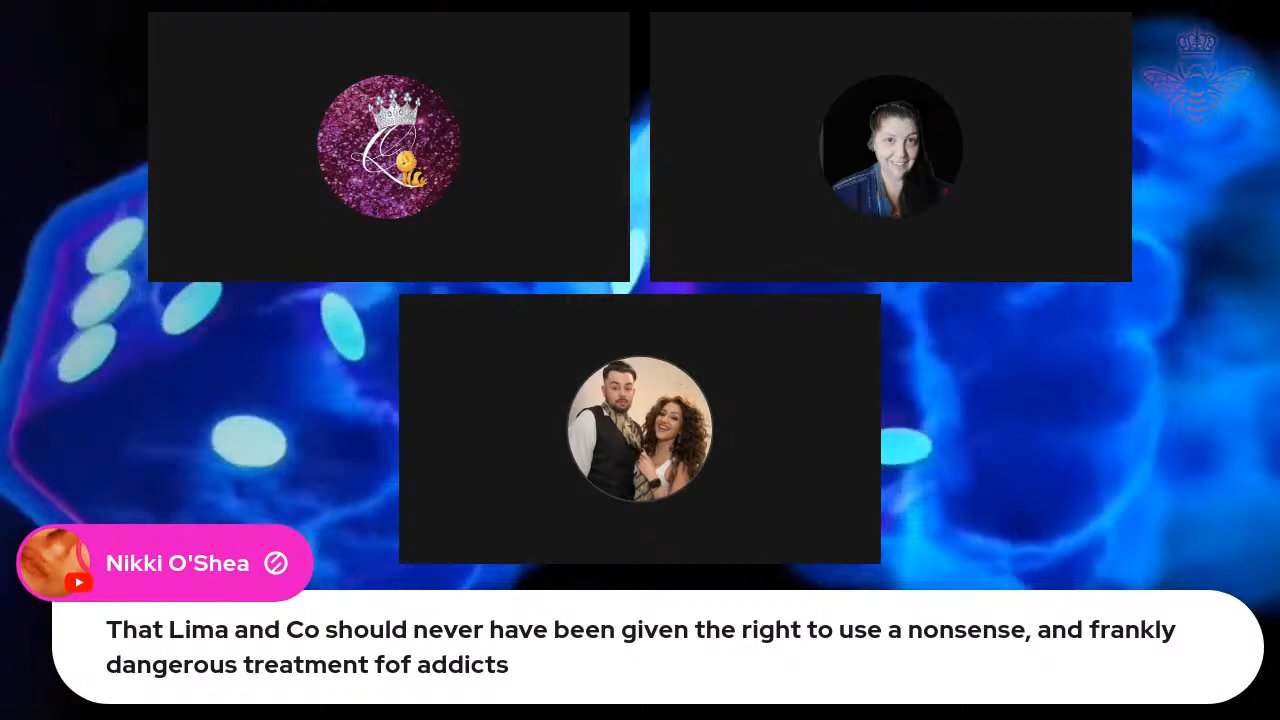 Nikki O'Shea
That Lima and Co should never have been given the right to use a nonsense, and frankly
dangerous treatment fof addicts